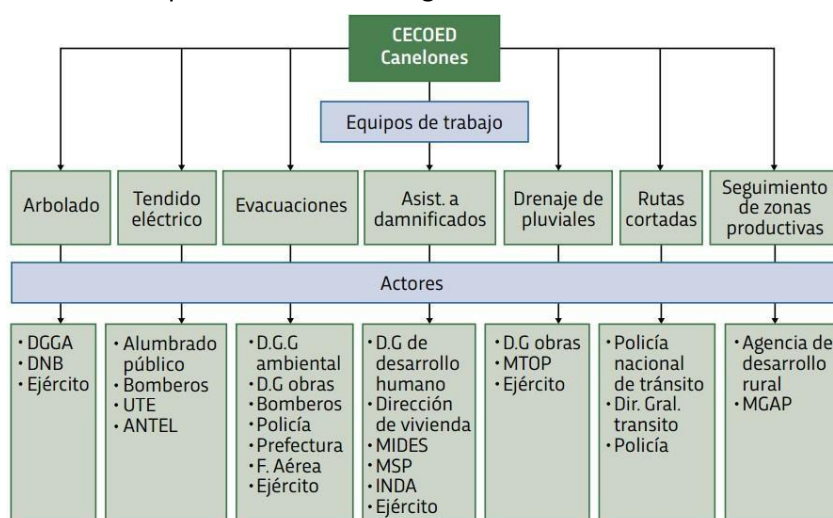 CECOED
Canelones
Equipos de trabajo
Arbolado
Tendido
eléctrico
Evacuaciones
Asist. a
damnificados
Drenaje de
pluviales
Rutas
cortadas
Seguimiento
de zonas
productivas
Actores
• DGGA
• DNB
• Ejército
• Alumbrado
público
• Bomberos
• UTE
• ANTEL
• D.G.G
ambiental
• D.G obras
• Bomberos
• Policía
• Prefectura
• F. Aérea
• Ejército
• D.G de
desarrollo
humano
• Dirección
de vivienda
• MIDES
• MSP
• INDA
• Ejército
• D.G obras
• MTOP
• Ejército
• Policía
nacional
de tránsito
• Dir. Gral.
transito
• Policía
• Agencia de
desarrollo
rural
• MGAP